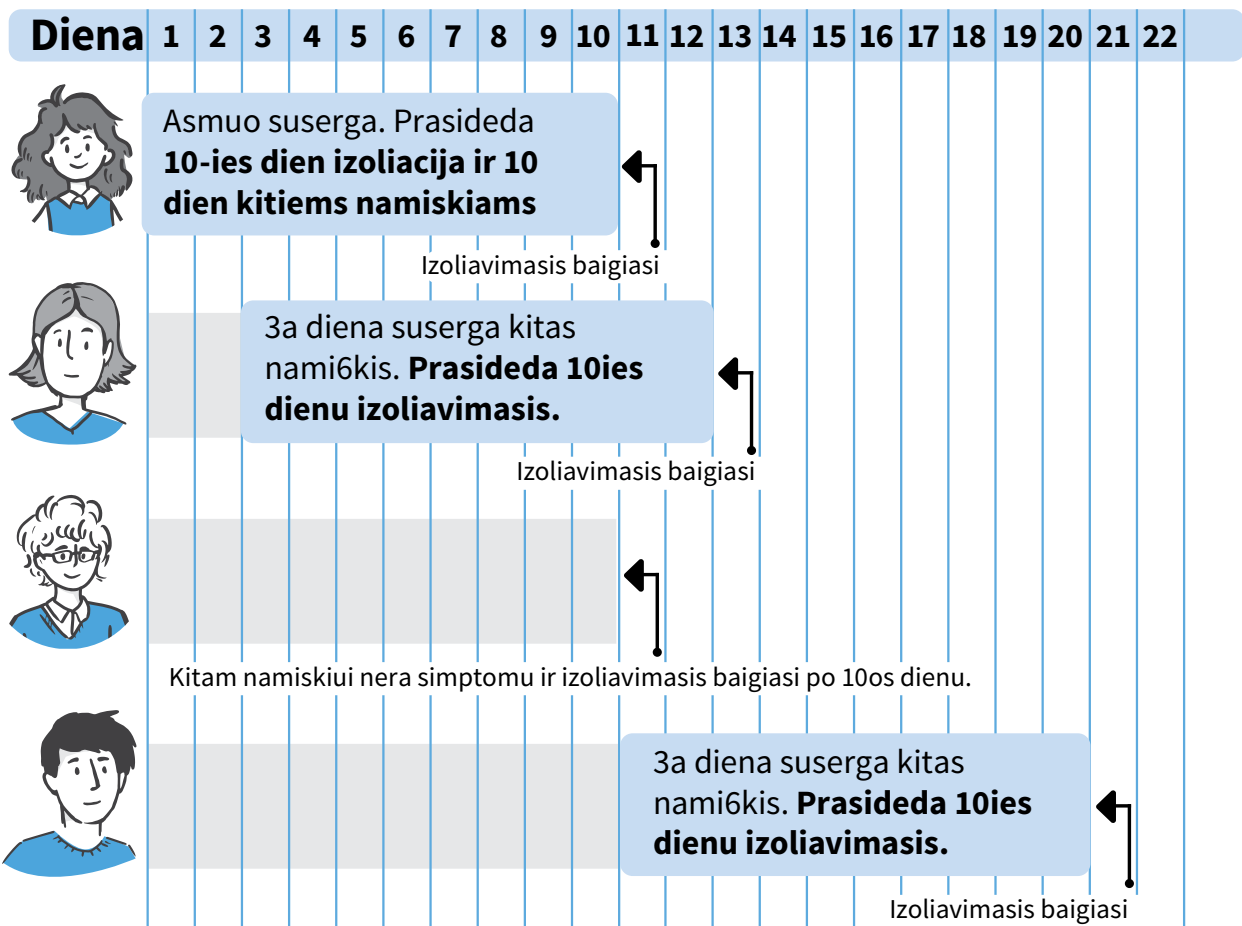 Diena 1 2 3 4 5 6 7 8 9 10 11 12 13 14 15 16 17 18 19 20 21 22
Asmuo suserga. Prasideda
10-ies dien izoliacija ir 10
dien kitiems namiskiams
Izoliavimasis baigiasi
3a diena suserga kitas
nami6kis. Prasideda 10ies
dienu izoliavimasis.
Izoliavimasis baigiasi
Kitam namiskiui nera simptomu ir izoliavimasis baigiasi po 10os dienu.
3a diena suserga kitas
nami6kis. Prasideda 10ies
dienu izoliavimasis.
Izoliavimasis baigiasi